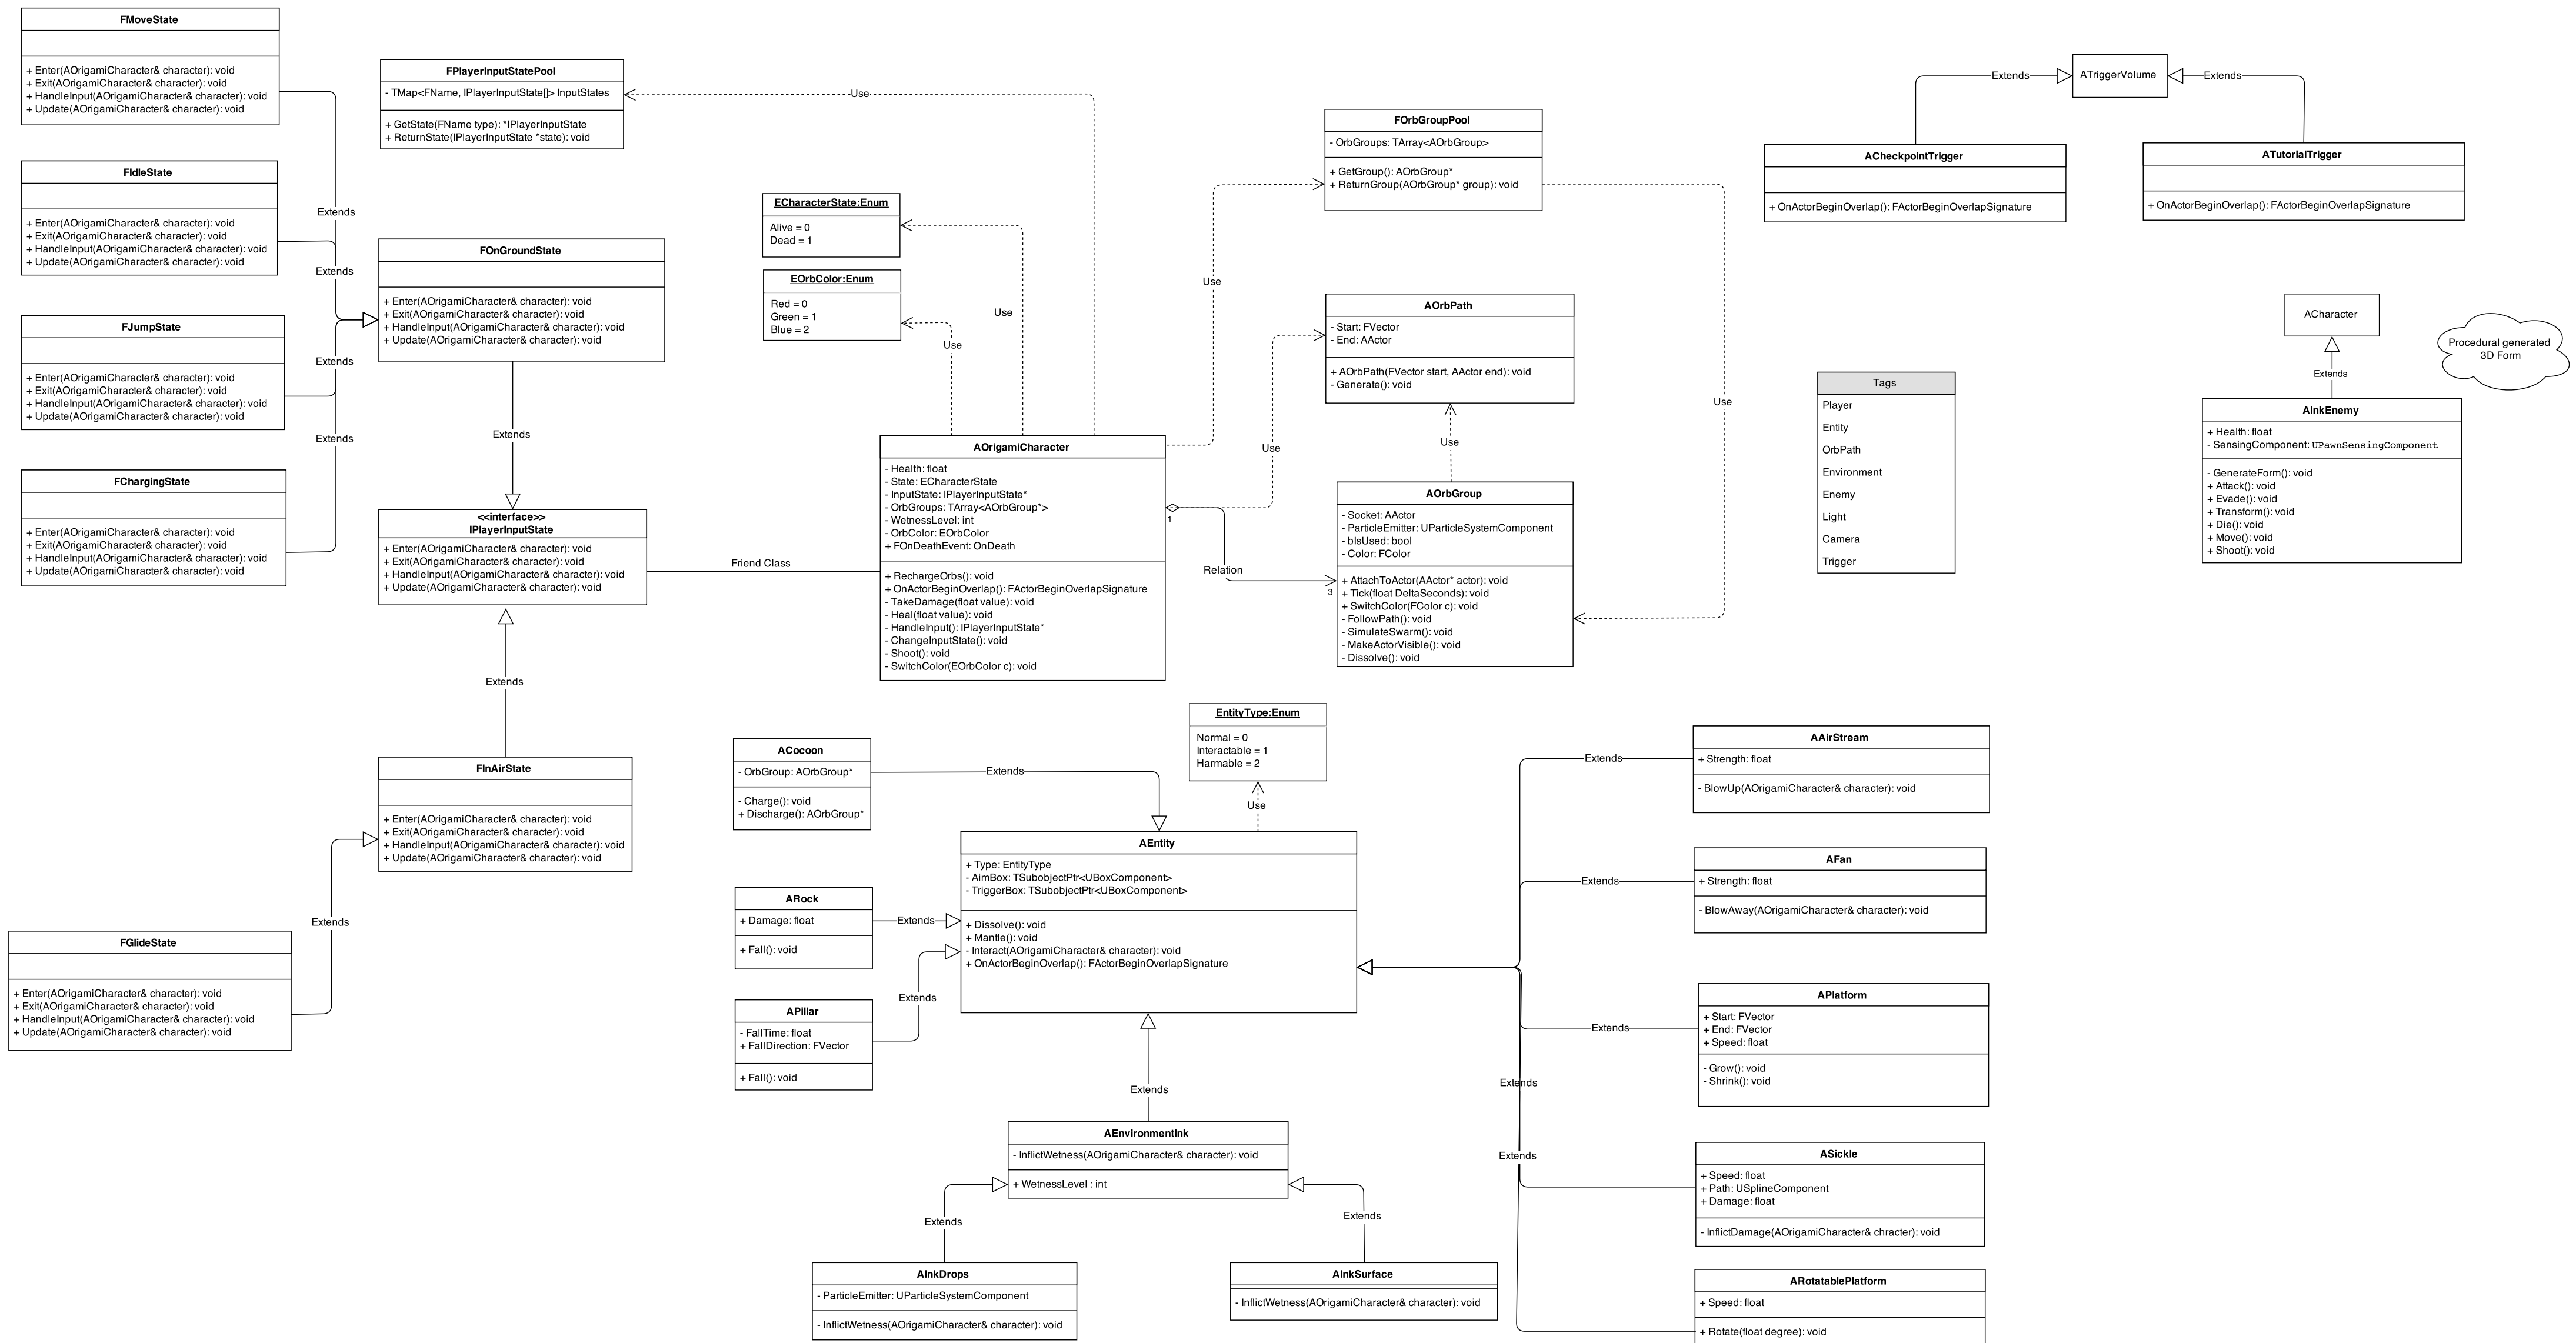 FMoveState
+ Enter(AOrigamiCharacter& character): void
+ Exit(AOrigamiCharacter& character): void
+ HandleInput(AOrigamiCharacter& character): void
+ Update(AOrigamiCharacter& character): void
FIdleState
+ Enter(AOrigamiCharacter& character): void
+ Exit(AOrigamiCharacter& character): void
+ HandleInput(AOrigamiCharacter& character): void
+ Update(AOrigamiCharacter& character): void
FJumpState
+ Enter(AOrigamiCharacter& character): void
+ Exit(AOrigamiCharacter& character): void
+ HandleInput(AOrigamiCharacter& character): void
+ Update(AOrigamiCharacter& character): void
FChargingState
+ Enter(AOrigamiCharacter& character): void
+ Exit(AOrigamiCharacter& character): void
+ HandleInput(AOrigamiCharacter& character): void
+ Update(AOrigamiCharacter& character): void
Extends
Extends
Extends
Extends
FPlayerInputStatePool
- TMap<FName, IPlayerInputState[]> InputStates
+ GetState(FName type): *IPlayerInputState
+ ReturnState(IPlayerInputState *state): void
Use
FOnGroundState
+ Enter(AOrigamiCharacter& character): void
+ Exit(AOrigamiCharacter& character): void
+ HandleInput(AOrigamiCharacter& character): void
+ Update(AOrigamiCharacter& character): void
Extends
<<interface>>
IPlayerInputState
+ Enter(AOrigamiCharacter& character): void
+ Exit(AOrigamiCharacter& character): void
+ HandleInput(AOrigamiCharacter& character): void
+ Update(AOrigamiCharacter& character): void
Friend Class
Extends
FInAirState
+ Enter(AOrigamiCharacter& character): void
+ Exit(AOrigamiCharacter& character): void
+ HandleInput(AOrigamiCharacter& character): void
+ Update(AOrigamiCharacter& character): void
Extends
FGlideState
+ Enter(AOrigamiCharacter& character): void
+ Exit(AOrigamiCharacter& character): void
+ HandleInput(AOrigamiCharacter& character): void
+ Update(AOrigamiCharacter& character): void
ECharacterState:Enum
Alive = 0
Dead = 1
Use
EOrbColor:Enum
Red = 0
Green = 1
Blue = 2
Use
AOrigamiCharacter
- Health: float
- State: ECharacterState
- InputState: IPlayerInputState*
- OrbGroups: TArray<AOrbGroup*>
- WetnessLevel: int
- OrbColor: EOrbColor
+ FOnDeathEvent: OnDeath
+ RechargeOrbs(): void
+ OnActorBeginOverlap(): FActorBeginOverlapSignature
- TakeDamage(float value): void
- Heal(float value): void
- HandleInput(): IPlayerInputState*
- ChangeInputState(): void
- Shoot(): void
- SwitchColor(EOrbColor c): void
Use
Use
1
Relation
3
FOrbGroupPool
- OrbGroups: TArray<AOrbGroup>
+ GetGroup(): AOrbGroup*
+ ReturnGroup(AOrbGroup* group): void
Use
AOrbPath
- Start: FVector
- End: AActor
+ AOrbPath(FVector start, AActor end): void
- Generate(): void
Use
AOrbGroup
- Socket: AActor
- ParticleEmitter: UParticleSystemComponent
- bIsUsed: bool
- Color: FColor
+ AttachToActor(AActor* actor): void
+ Tick(float DeltaSeconds): void
+ SwitchColor(FColor c): void
- FollowPath(): void
- SimulateSwarm(): void
- MakeActorVisible(): void
- Dissolve(): void
ATriggerVolume
Extends
Extends
ACheckpointTrigger
+ OnActorBeginOverlap(): FActorBeginOverlapSignature
ATutorialTrigger
+ OnActorBeginOverlap(): FActorBeginOverlapSignature
Tags
Player
Entity
OrbPath
Environment
Enemy
Light
Camera
Trigger
ACharacter
Extends
Procedural generated
3D Form
AInkEnemy
+ Health: float
- SensingComponent: UPawnSensingComponent
- GenerateForm(): void
+ Attack(): void
+ Evade(): void
+ Transform(): void
+ Die(): void
+ Move(): void
+ Shoot(): void
EntityType:Enum
Normal = 0
Interactable = 1
Harmable = 2
Use
ACocoon
- OrbGroup: AOrbGroup*
- Charge(): void
+ Discharge(): AOrbGroup*
Extends
ARock
+ Damage: float
+ Fall(): void
Extends
APillar
- FallTime: float
+ FallDirection: FVector
+ Fall(): void
Extends
AEntity
+ Type: EntityType
- AimBox: TSubobjectPtr<UBoxComponent>
- TriggerBox: TSubobjectPtr<UBoxComponent>
+ Dissolve(): void
+ Mantle(): void
- Interact(AOrigamiCharacter& character): void
+ OnActorBeginOverlap(): FActorBeginOverlapSignature
Extends
AEnvironmentInk
- InflictWetness(AOrigamiCharacter& character): void
+ WetnessLevel : int
Extends
Extends
AInkDrops
- ParticleEmitter: UParticleSystemComponent
- InflictWetness(AOrigamiCharacter& character): void
AInkSurface
- InflictWetness(AOrigamiCharacter& character): void
AAirStream
+ Strength: float
- BlowUp(AOrigamiCharacter& character): void
Extends
AFan
+ Strength: float
- BlowAway(AOrigamiCharacter& character): void
Extends
APlatform
+ Start: FVector
+ End: FVector
+ Speed: float
- Grow(): void
- Shrink(): void
Extends
Extends
Extends
ASickle
+ Speed: float
+ Path: USplineComponent
+ Damage: float
- InflictDamage(AOrigamiCharacter& chracter): void
ARotatablePlatform
+ Speed: float
+ Rotate(float degree): void